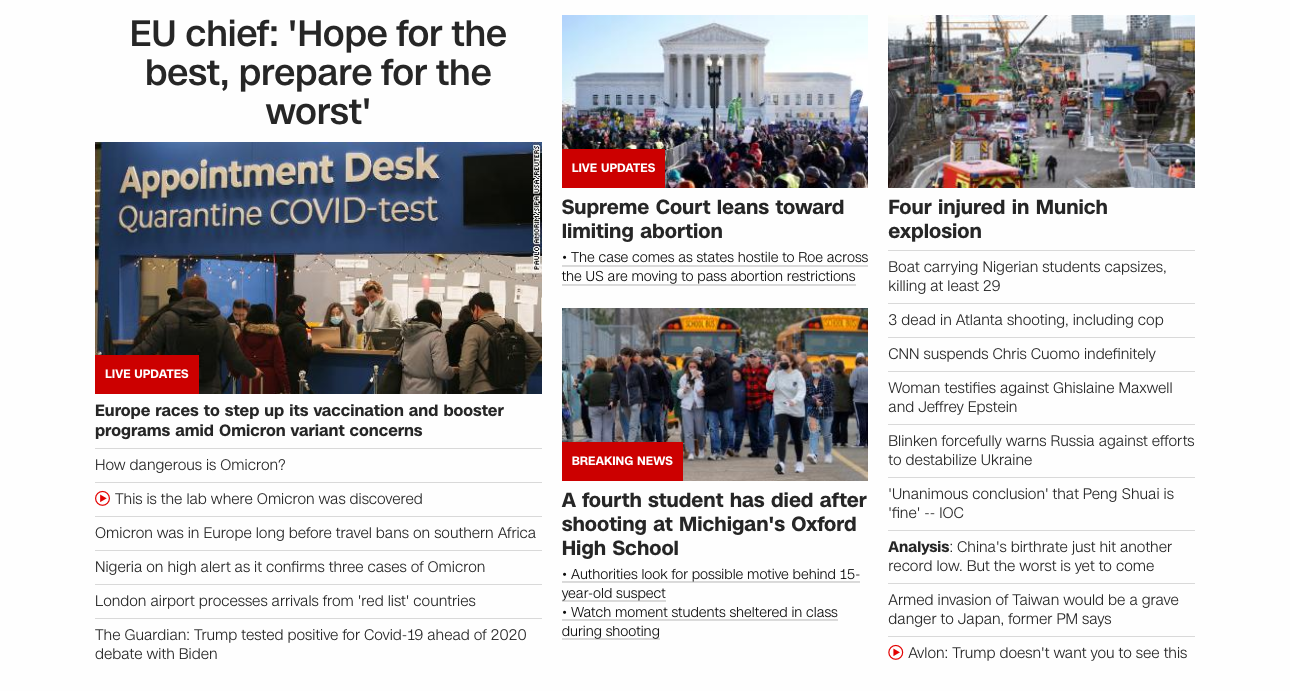 EU chief: 'Hope for the
best, prepare for the
worst'
Appointment Desk
Quarantine COVID-test
PAULO AMORIM/SIPA USA/REUTERS
LIVE UPDATES
Europe races to step up its vaccination and booster
programs amid Omicron variant concerns
How dangerous is Omicron?
This is the lab where Omicron was discovered
Omicron was in Europe long before travel bans on southern Africa
Nigeria on high alert as it confirms three cases of Omicron
London airport processes arrivals from 'red list' countries
The Guardian: Trump tested positive for Covid-19 ahead of 2020
debate with Biden
LIVE UPDATES
Supreme Court leans toward
limiting abortion
• The case comes as states hostile to Roe across
the US are moving to pass abortion restrictions
SCHOOL BUS
SCHOOL BUS
BREAKING NEWS
A fourth student has died after
shooting at Michigan's Oxford
High School
• Authorities look for possible motive behind 15-
year-old suspect
• Watch moment students sheltered in class
during shooting
Four injured in Munich
explosion
Boat carrying Nigerian students capsizes,
killing at least 29
3 dead in Atlanta shooting, including cop
CNN suspends Chris Cuomo indefinitely
Woman testifies against Ghislaine Maxwell
and Jeffrey Epstein
Blinken forcefully warns Russia against efforts
to destabilize Ukraine
'Unanimous conclusion' that Peng Shuai is
'fine' -- IOC
Analysis: China's birthrate just hit another
record low. But the worst is yet to come
Armed invasion of Taiwan would be a grave
danger to Japan, former PM says
Avlon: Trump doesn't want you to see this